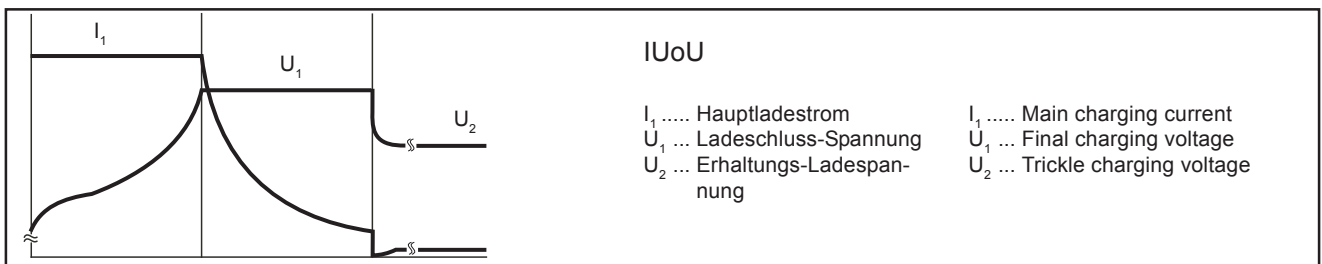 I₁
U₁
U₂
IUoU
I₁ ..... Hauptladestrom
U₁ ... Ladeschluss-Spannung
U₂ ... Erhaltungs-Ladespan-
nung
I₁ ..... Main charging current
U₁ ... Final charging voltage
U₂ ... Trickle charging voltage